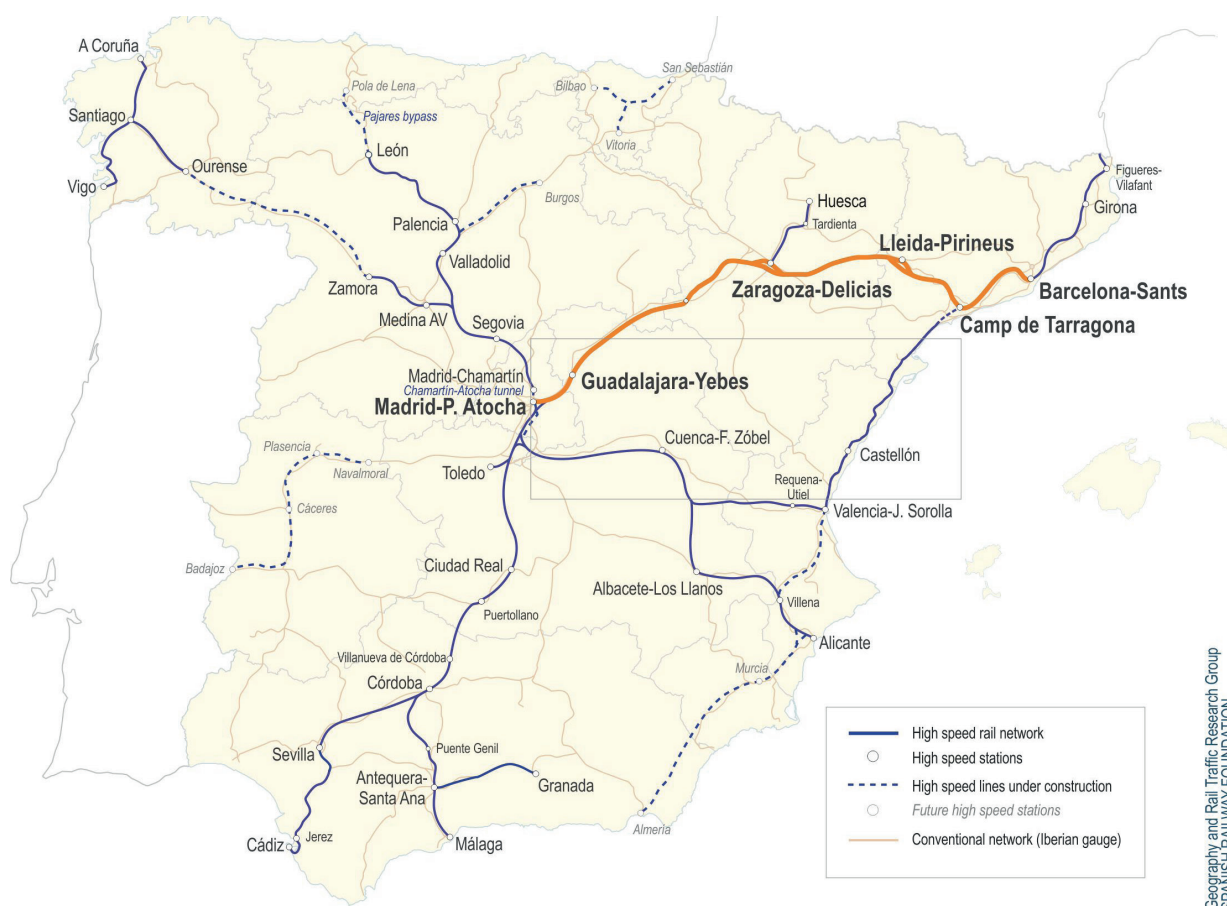 A Coruña
Santiago
Vigo
Ourense
Pola de Lena
Pajares bypass
León
Bilbao
San Sebastián
Vitoria
Burgos
Palencia
Valladolid
Zamora
Medina AV
Segovia
Huesca
Tardienta
Figueres-
Vilafant
Girona
Lleida-Pirineus
Zaragoza-Delicias
Barcelona-Sants
Camp de Tarragona
Madrid-Chamartín
Chamartín-Atocha tunnel
Madrid-P. Atocha
Guadalajara-Yebes
Plasencia
Navalmoral
Toledo
Cuenca-F. Zóbel
Castellón
Requena-
Utiel
Valencia-J. Sorolla
Cáceres
Badajoz
Ciudad Real
Puertollano
Albacete-Los Llanos
Villena
Alicante
Murcia
Villanueva de Córdoba
Córdoba
Sevilla
Puente Genil
Antequera-
Santa Ana
Granada
Almería
Jerez
Cádiz
Málaga
High speed rail network
High speed stations
High speed lines under construction
Future high speed stations
Conventional network (Iberian gauge)
Geography and Rail Traffic Research Group
SPANISH RAILWAY FOUNDATION